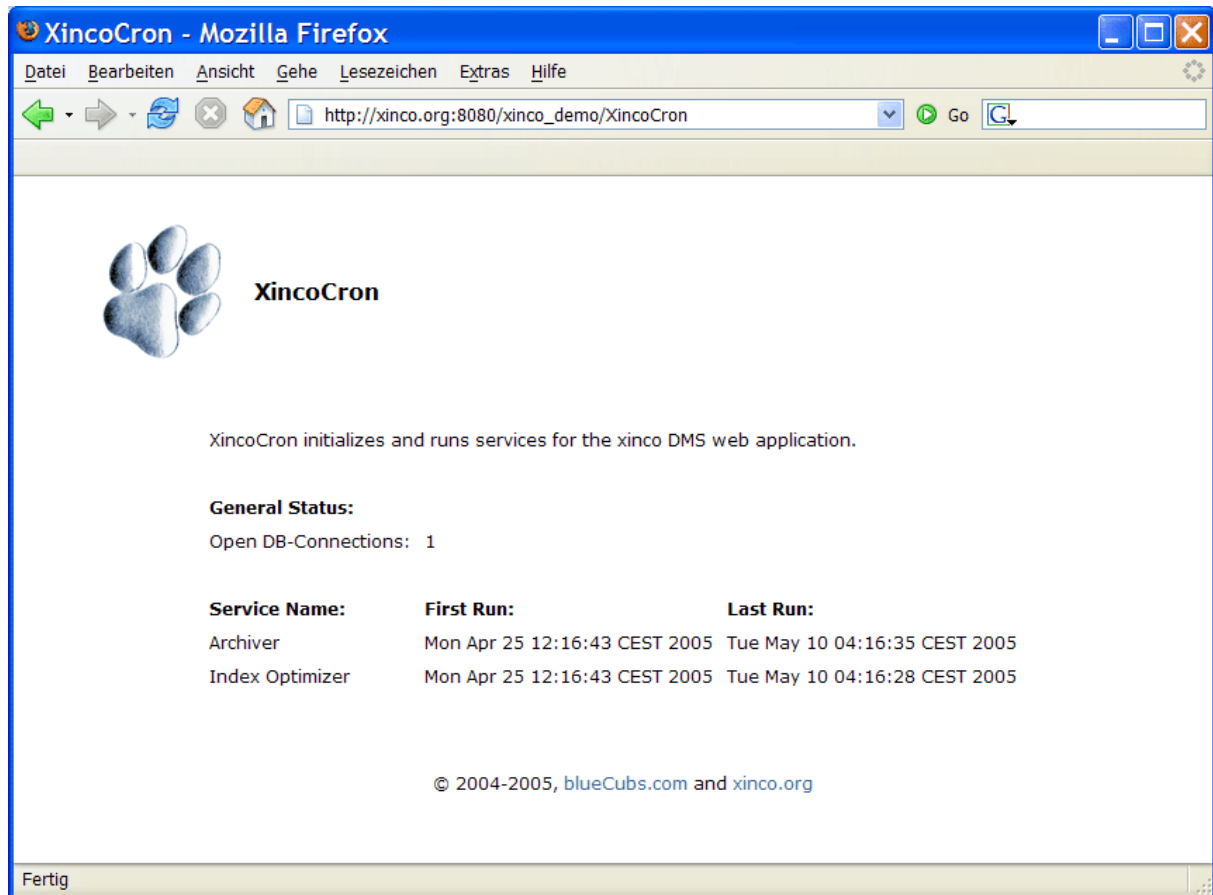 XincoCron - Mozilla Firefox
Datei Bearbeiten Ansicht Gehe Lesezeichen Extras Hilfe
http://xinco.org:8080/xinco_demo/XincoCron Go G
XincoCron
XincoCron initializes and runs services for the xinco DMS web application.
General Status:
Open DB-Connections: 1
Service Name: First Run: Last Run:
Archiver Mon Apr 25 12:16:43 CEST 2005 Tue May 10 04:16:35 CEST 2005
Index Optimizer Mon Apr 25 12:16:43 CEST 2005 Tue May 10 04:16:28 CEST 2005
© 2004-2005, blueCubs.com and xinco.org
Fertig